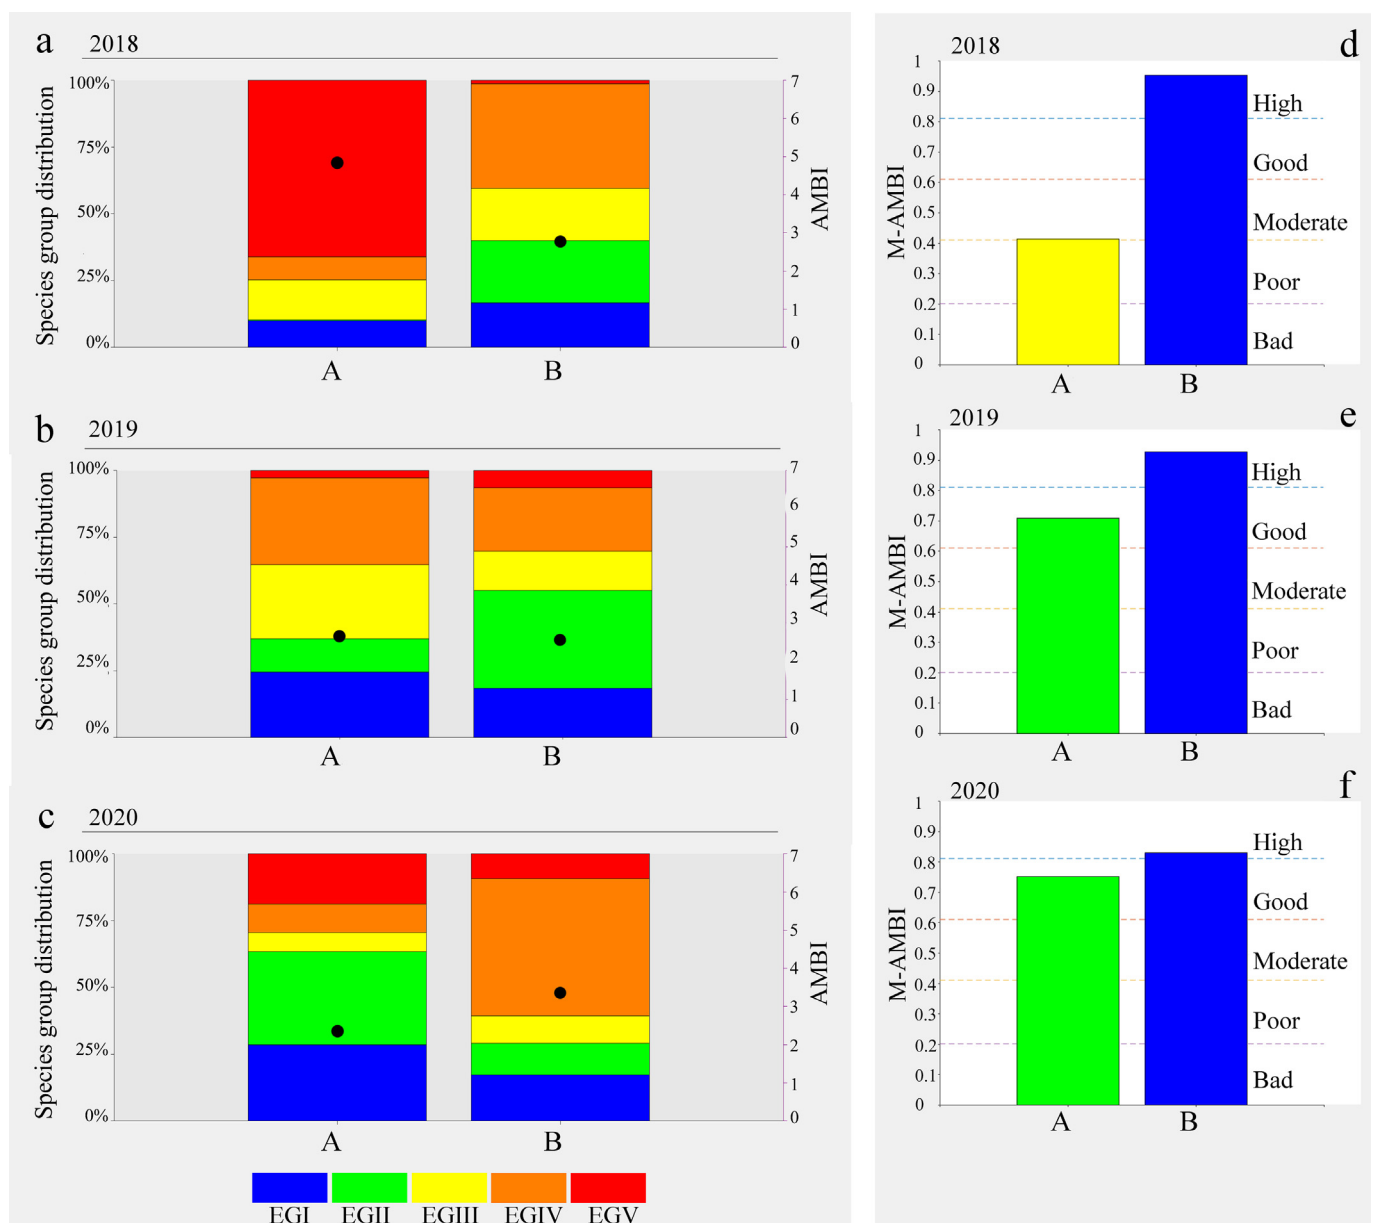 a 2018
100%
75%
50%
25%
0%
Species group distribution
7
6
5
4
3
2
1
0
AMBI
A B
b 2019
100%
75%
50%
25%
0%
Species group distribution
7
6
5
4
3
2
1
0
AMBI
A B
c 2020
100%
75%
50%
25%
0%
Species group distribution
7
6
5
4
3
2
1
0
AMBI
A B
EGI EGII EGIII EGIV EGV
2018 d
1
0.9
0.8
0.7
0.6
0.5
0.4
0.3
0.2
0.1
0
M-AMBI
High
Good
Moderate
Poor
Bad
A B
2019 e
1
0.9
0.8
0.7
0.6
0.5
0.4
0.3
0.2
0.1
0
M-AMBI
High
Good
Moderate
Poor
Bad
A B
2020 f
1
0.9
0.8
0.7
0.6
0.5
0.4
0.3
0.2
0.1
0
M-AMBI
High
Good
Moderate
Poor
Bad
A B